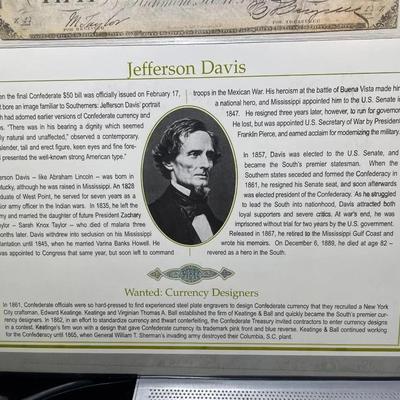 M Taylor
Jefferson Davis
en the final Confederate $50 bill was officially issued on February 17,
t bore an image familiar to Southerners: Jefferson Davis' portrait
ch had adorned earlier versions of Confederate currency and
ps. "There was in his bearing a dignity which seemed
ly natural and unaffected," observed a contemporary.
slender, tall and erect figure, keen eyes and fine fore-
presented the well-known strong American type."
erson Davis – like Abraham Lincoln – was born in
tucky, although he was raised in Mississippi. An 1828
duate of West Point, he served for seven years as a
ior army officer in the Indian wars. In 1835, he left the
ny and married the daughter of future President Zachary
ylor – Sarah Knox Taylor – who died of malaria three
nths later. Davis withdrew into seclusion on his Mississippi
lantation until 1845, when he married Varina Banks Howell. He
was appointed to Congress that same year, but soon left to command
troops in the Mexican War. His heroism at the battle of Buena Vista made him
a national hero, and Mississippi appointed him to the U.S. Senate in
1847. He resigned three years later, however, to run for governor.
He lost, but was appointed U.S. Secretary of War by President
Franklin Pierce, and earned acclaim for modernizing the military.
In 1857, Davis was elected to the U.S. Senate, and
became the South's premier statesman. When the
Southern states seceded and formed the Confederacy in
1861, he resigned his Senate seat, and soon afterwards
was elected president of the Confederacy. As he struggled
to lead the South into nationhood, Davis attracted both
loyal supporters and severe critics. At war's end, he was
imprisoned without trial for two years by the U.S. government.
Released in 1867, he retired to the Mississippi Gulf Coast and
wrote his memoirs. On December 6, 1889, he died at age 82 -
revered as a hero in the South.
Wanted: Currency Designers
In 1861, Confederate officials were so hard-pressed to find experienced steel plate engravers to design Confederate currency that they recruited a New York
City craftsman, Edward Keatinge. Keatinge and Virginian Thomas A. Ball established the firm of Keatinge & Ball and quickly became the South's premier cur-
rency designers. In 1862, in an effort to standardize currency and thwart conterfeiting, the Confederate Treasury invited contractors to enter currency designs
in a contest. Keatinge's firm won with a design that gave Confederate currency its trademark pink front and blue reverse. Keatinge & Ball continued working
for the Confederacy until 1865, when General William T. Sherman's invading army destroyed their Columbia, S.C. plant.